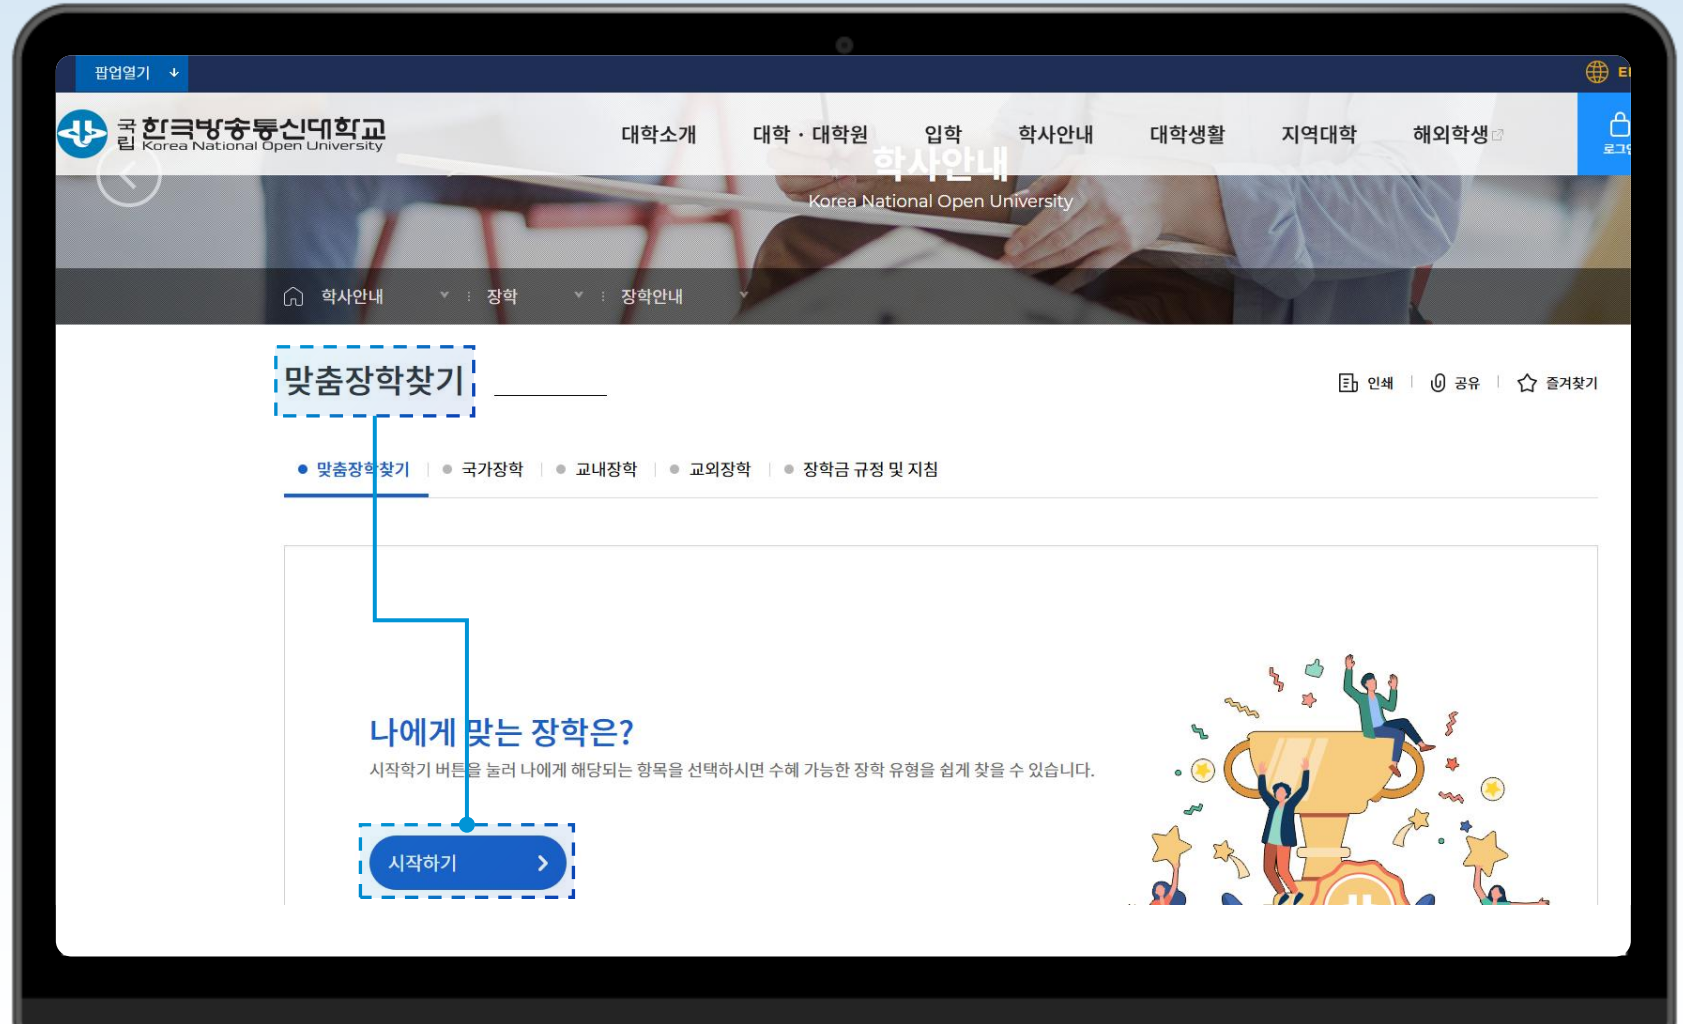 팝업열기
국립 한국방송통신대학교
Korea National Open University
대학소개 대학 · 대학원 입학 학사안내 대학생활 지역대학 해외학생
학사안내
Korea National Open University
학사안내 장학 장학안내
맞춤장학찾기
인쇄 공유 즐겨찾기
맞춤장학찾기 국가장학 교내장학 교외장학 장학금 규정 및 지침
나에게 맞는 장학은?
시작학기 버튼을 눌러 나에게 해당되는 항목을 선택하시면 수혜 가능한 장학 유형을 쉽게 찾을 수 있습니다.
시작하기